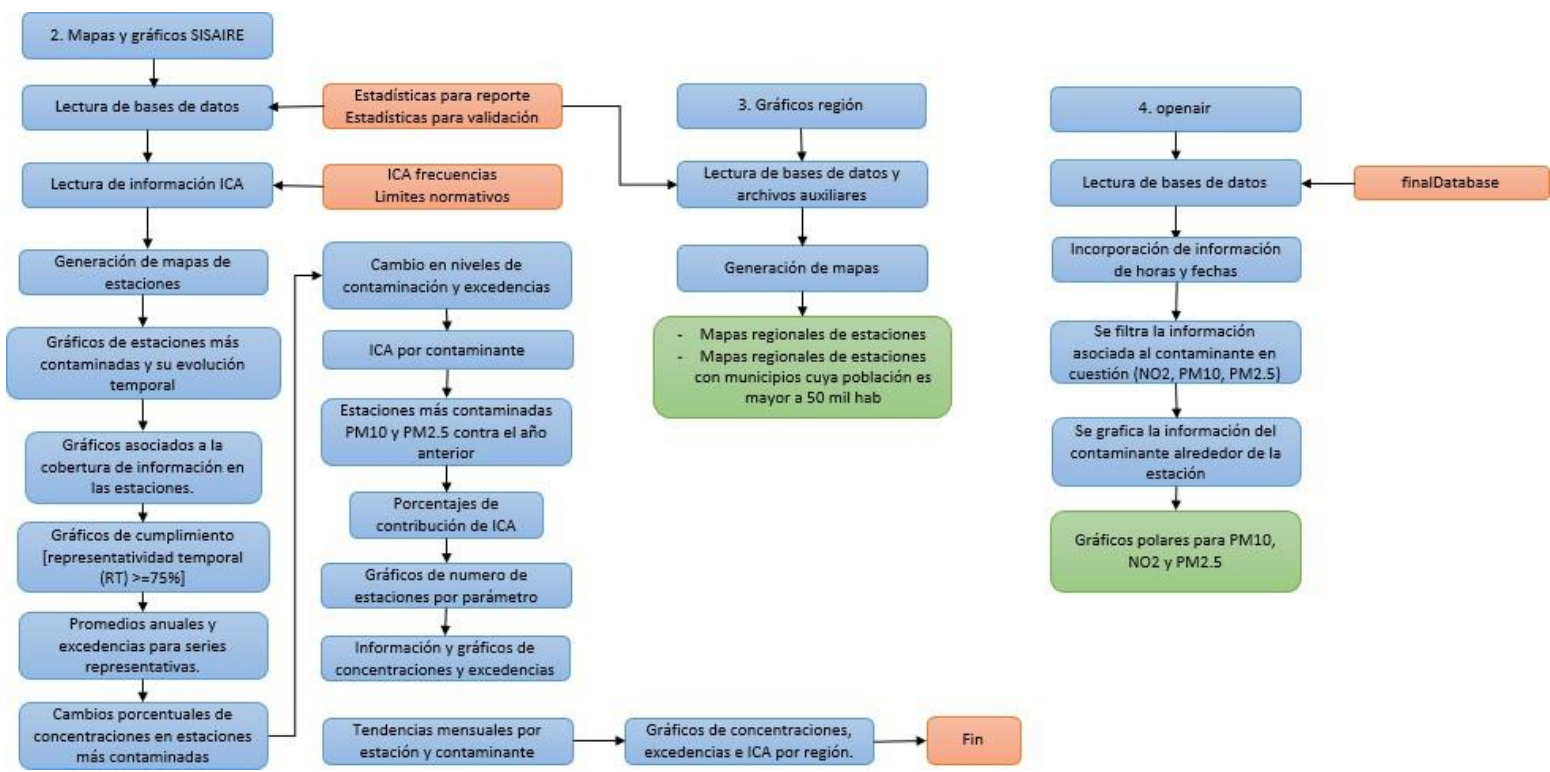 2. Mapas y gráficos SISAIRE
Lectura de bases de datos
Estadísticas para reporte
Estadísticas para validación
Lectura de información ICA
ICA frecuencias
Limites normativos
Generación de mapas de
estaciones
Gráficos de estaciones más
contaminadas y su evolución
temporal
Gráficos asociados a la
cobertura de información en
las estaciones.
Gráficos de cumplimiento
[representatividad temporal
(RT) >=75%]
Promedios anuales y
excedencias para series
representativas.
Cambios porcentuales de
concentraciones en estaciones
más contaminadas
Cambio en niveles de
contaminación y excedencias
ICA por contaminante
Estaciones más contaminadas
PM10 y PM2.5 contra el año
anterior
Porcentajes de
contribución de ICA
Gráficos de numero de
estaciones por parámetro
Información y gráficos de
concentraciones y excedencias
Tendencias mensuales por
estación y contaminante
Gráficos de concentraciones,
excedencias e ICA por región.
Fin
3. Gráficos región
Lectura de bases de datos y
archivos auxiliares
Generación de mapas
- Mapas regionales de estaciones
- Mapas regionales de estaciones
con municipios cuya población es
mayor a 50 mil hab
4. openair
Lectura de bases de datos
finalDatabase
Incorporación de información
de horas y fechas
Se filtra la información
asociada al contaminante en
cuestión (NO2, PM10, PM2.5)
Se grafica la información del
contaminante alrededor de la
estación
Gráficos polares para PM10,
NO2 y PM2.5